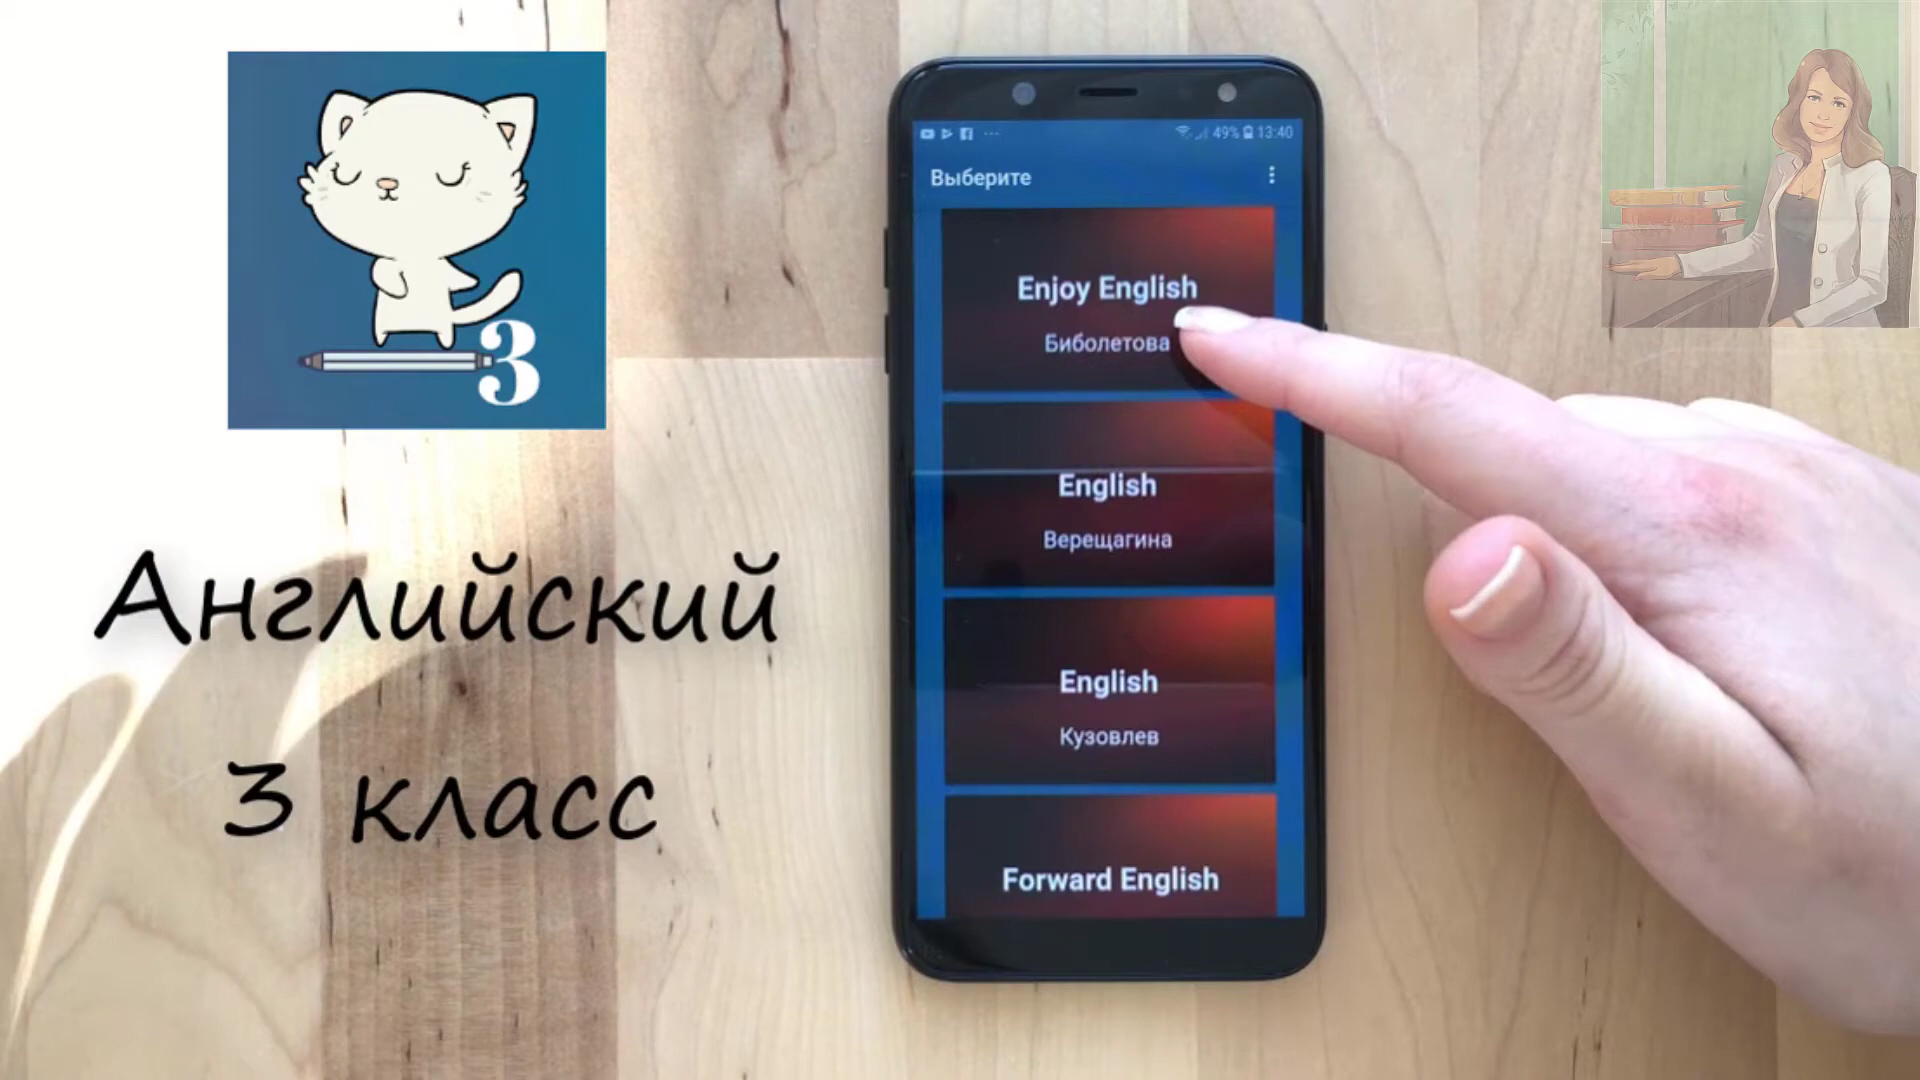 3
Английский
3 класс
49% 13:40
Выберите
Enjoy English
Биболетова
English
Верещагина
English
Кузовлев
Forward English